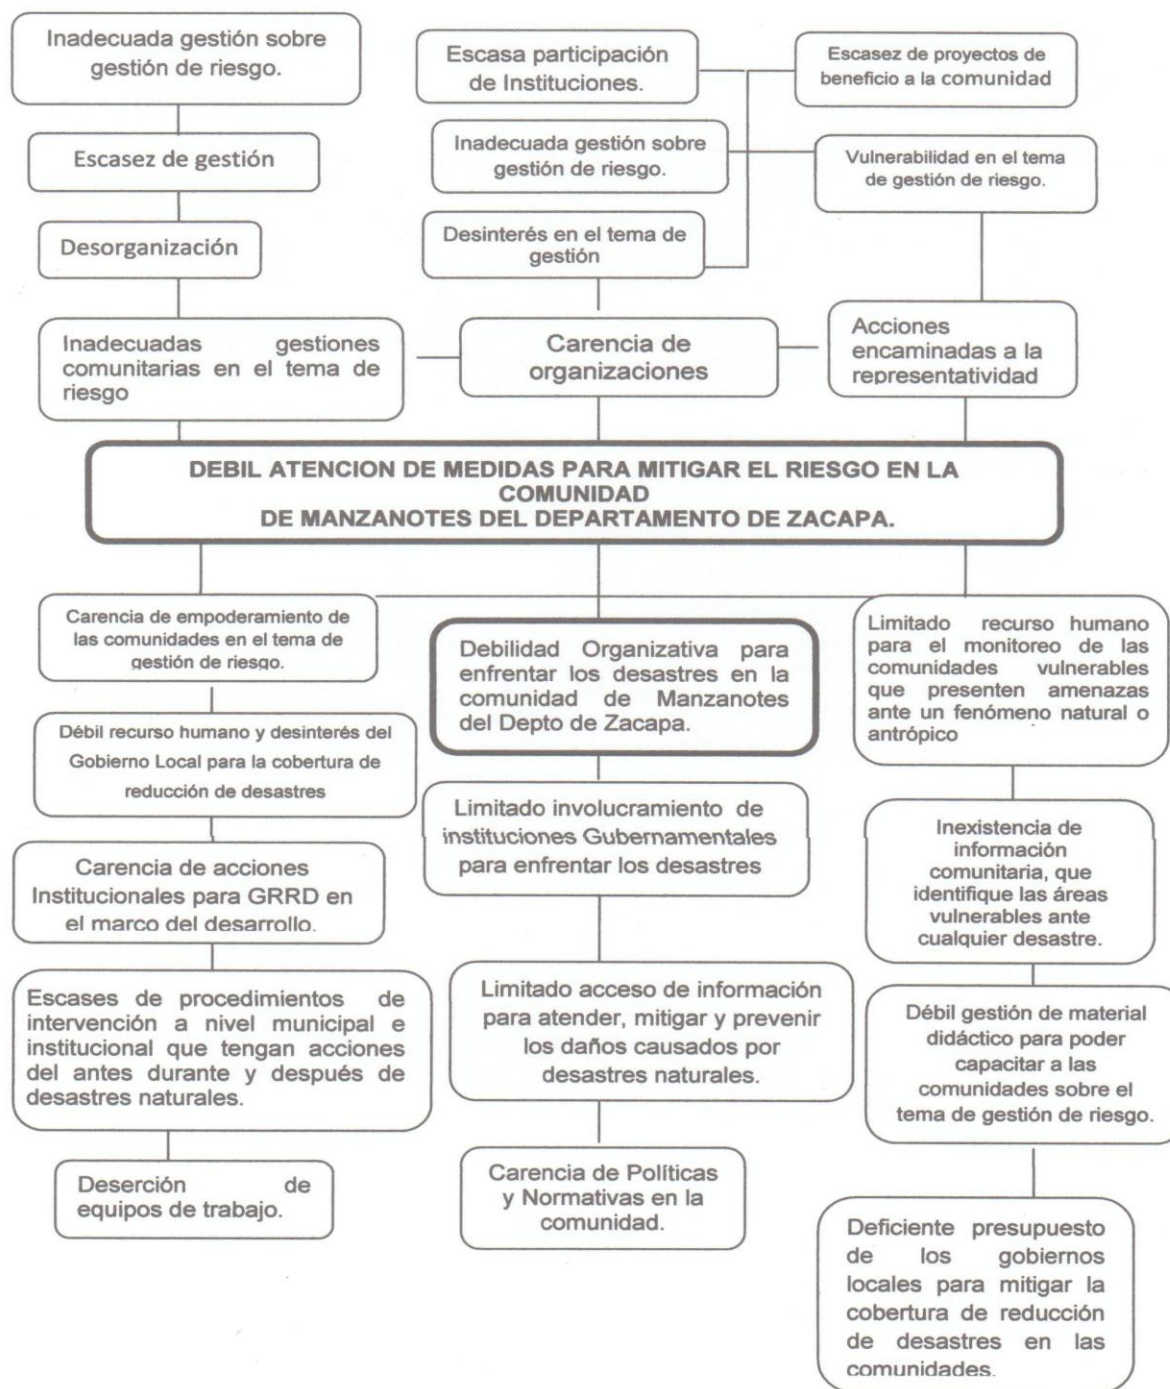 Inadecuada gestión sobre
gestión de riesgo.
Escasez de gestión
Desorganización
Inadecuadas gestiones
comunitarias en el tema de
riesgo
Escasa participación
de Instituciones.
Inadecuada gestión sobre
gestión de riesgo.
Desinterés en el tema de
gestión
Carencia de
organizaciones
Escasez de proyectos de
beneficio a la comunidad
Vulnerabilidad en el tema
de gestión de riesgo.
Acciones
encaminadas a la
representatividad
DEBIL ATENCION DE MEDIDAS PARA MITIGAR EL RIESGO EN LA
COMUNIDAD
DE MANZANOTES DEL DEPARTAMENTO DE ZACAPA.
Carencia de empoderamiento de
las comunidades en el tema de
gestión de riesgo.
Débil recurso humano y desinterés del
Gobierno Local para la cobertura de
reducción de desastres
Carencia de acciones
Institucionales para GRRD en
el marco del desarrollo.
Escases de procedimientos de
intervención a nivel municipal e
institucional que tengan acciones
del antes durante y después de
desastres naturales.
Deserción de
equipos de trabajo.
Debilidad Organizativa para
enfrentar los desastres en la
comunidad de Manzanotes
del Depto de Zacapa.
Limitado involucramiento de
instituciones Gubernamentales
para enfrentar los desastres
Limitado acceso de información
para atender, mitigar y prevenir
los daños causados por
desastres naturales.
Carencia de Políticas
y Normativas en la
comunidad.
Limitado recurso humano
para el monitoreo de las
comunidades vulnerables
que presenten amenazas
ante un fenómeno natural o
antrópico
Inexistencia de
información
comunitaria, que
identifique las áreas
vulnerables ante
cualquier desastre.
Débil gestión de material
didáctico para poder
capacitar a las
comunidades sobre el
tema de gestión de riesgo.
Deficiente presupuesto
de los gobiernos
locales para mitigar la
cobertura de reducción
de desastres en las
comunidades.